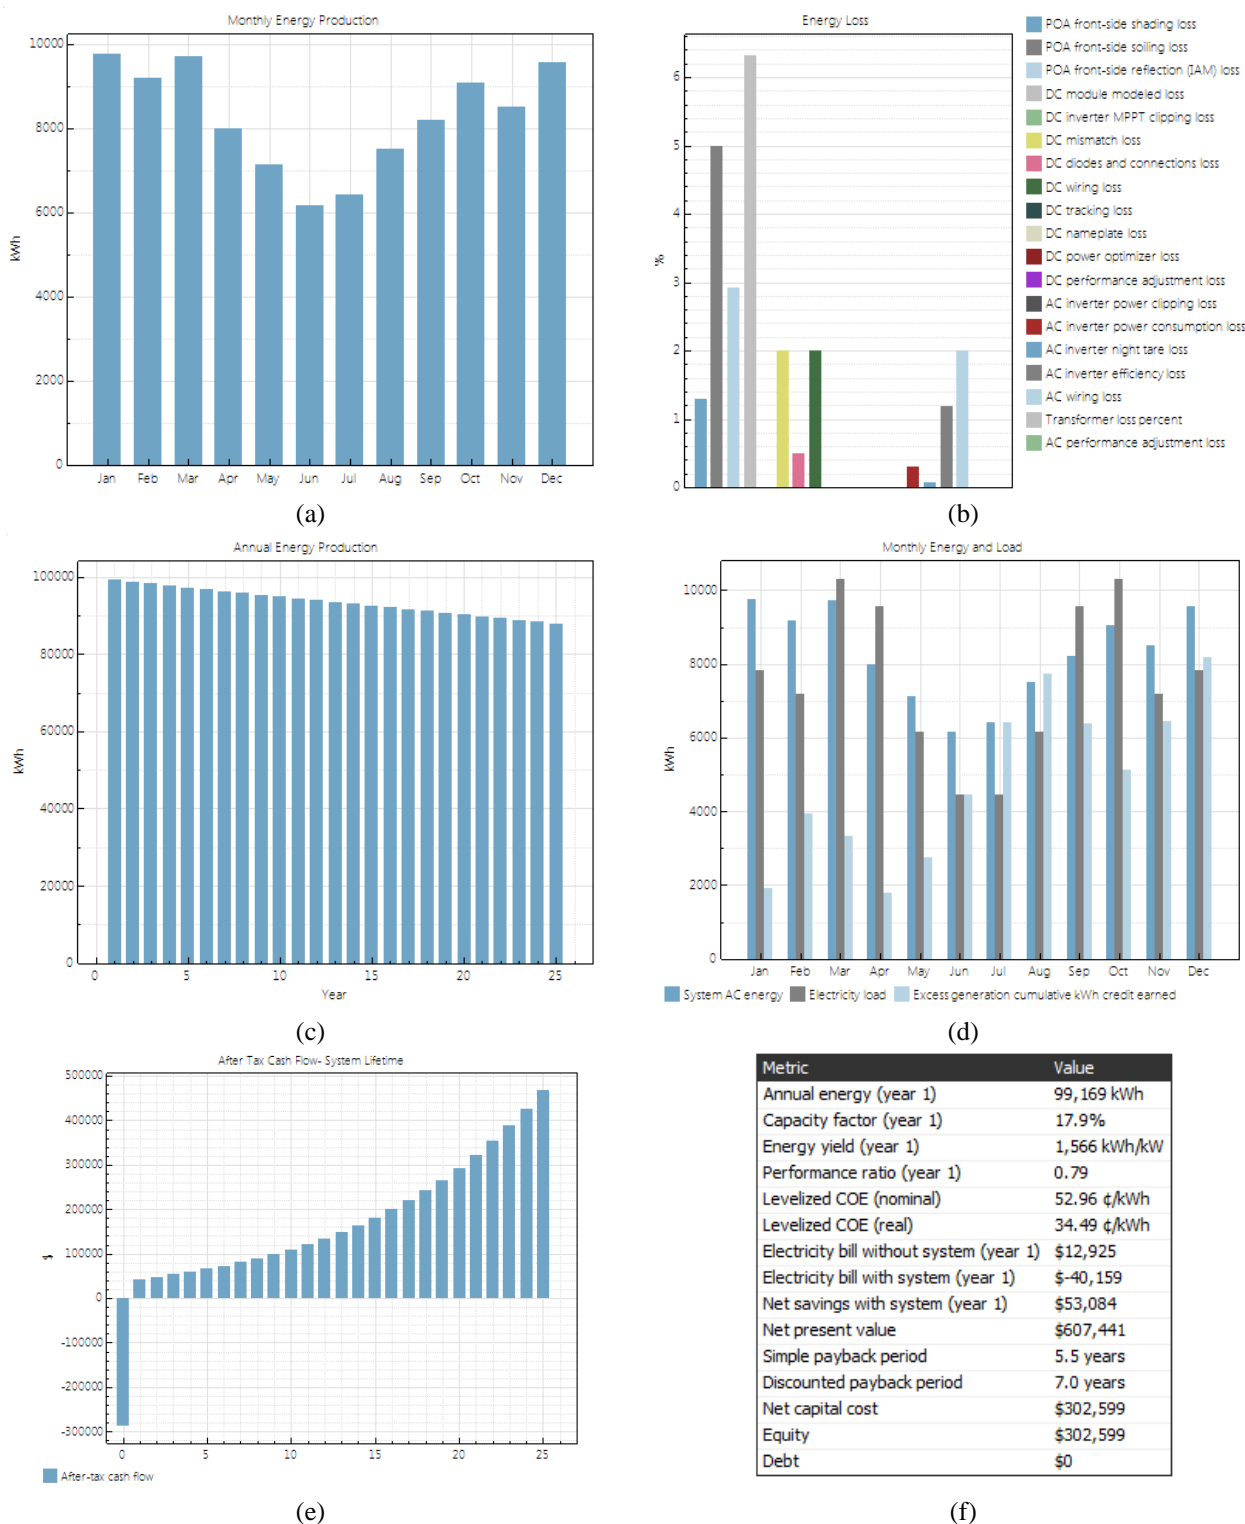 Monthly Energy Production
10000
8000
6000
4000
2000
0
kWh
Jan Feb Mar Apr May Jun Jul Aug Sep Oct Nov Dec
(a)
Energy Loss
6
5
4
3
2
1
0
%
POA front-side shading loss
POA front-side soiling loss
POA front-side reflection (IAM) loss
DC module modeled loss
DC inverter MPPT clipping loss
DC mismatch loss
DC diodes and connections loss
DC wiring loss
DC tracking loss
DC nameplate loss
DC power optimizer loss
DC performance adjustment loss
AC inverter power clipping loss
AC inverter power consumption loss
AC inverter night tare loss
AC inverter efficiency loss
AC wiring loss
Transformer loss percent
AC performance adjustment loss
(b)
Annual Energy Production
100000
80000
60000
40000
20000
0
kWh
0 5 10 15 20 25
Year
(c)
Monthly Energy and Load
10000
8000
6000
4000
2000
0
kWh
Jan Feb Mar Apr May Jun Jul Aug Sep Oct Nov Dec
System AC energy Electricity load Excess generation cumulative kWh credit earned
(d)
After Tax Cash Flow- System Lifetime
500000
400000
300000
200000
100000
0
-100000
-200000
-300000
$
0 5 10 15 20 25
After-tax cash flow
(e)
Metric Value
Annual energy (year 1) 99,169 kWh
Capacity factor (year 1) 17.9%
Energy yield (year 1) 1,566 kWh/kW
Performance ratio (year 1) 0.79
Levelized COE (nominal) 52.96 ¢/kWh
Levelized COE (real) 34.49 ¢/kWh
Electricity bill without system (year 1) $12,925
Electricity bill with system (year 1) $-40,159
Net savings with system (year 1) $53,084
Net present value $607,441
Simple payback period 5.5 years
Discounted payback period 7.0 years
Net capital cost $302,599
Equity $302,599
Debt $0
(f)